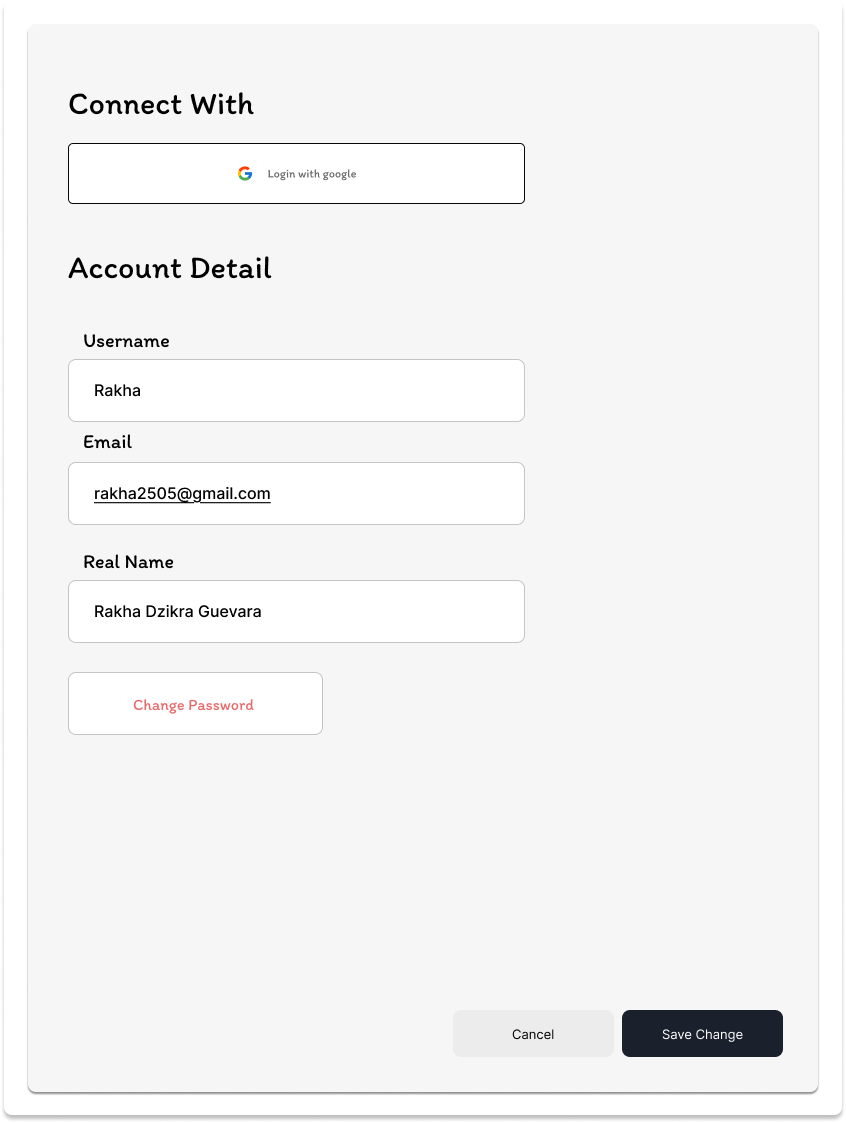 Connect With
Login with google
Account Detail
Username
Rakha
Email
rakha2505@gmail.com
Real Name
Rakha Dzikra Guevara
Change Password
Cancel
Save Change